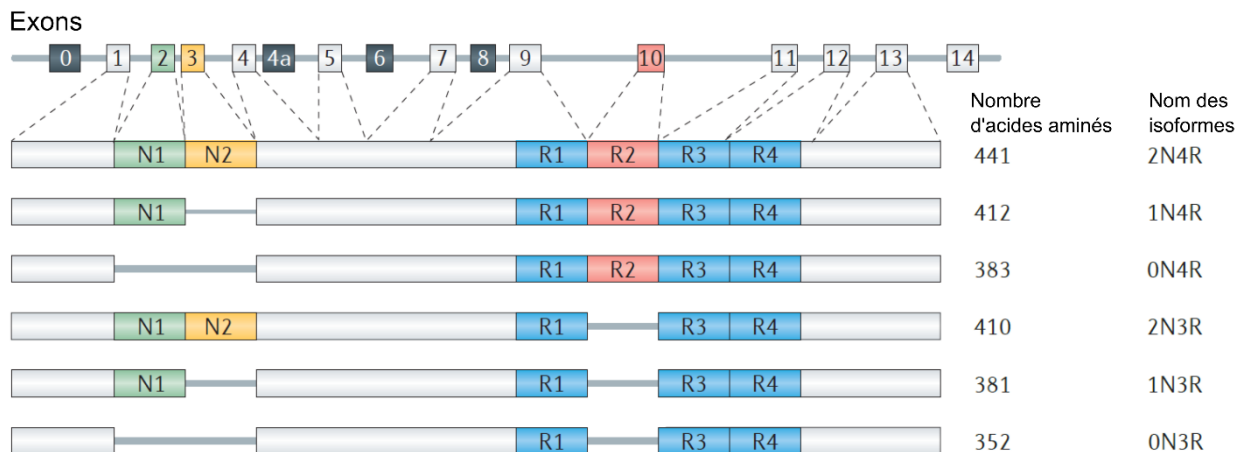 Exons
0 1 2 3 4 4a 5 6 7 8 9 10 11 12 13 14
Nombre d'acides aminés
Nom des isoformes
N1 N2 R1 R2 R3 R4 441 2N4R
N1 R1 R2 R3 R4 412 1N4R
R1 R2 R3 R4 383 0N4R
N1 N2 R1 R3 R4 410 2N3R
N1 R1 R3 R4 381 1N3R
R1 R3 R4 352 0N3R